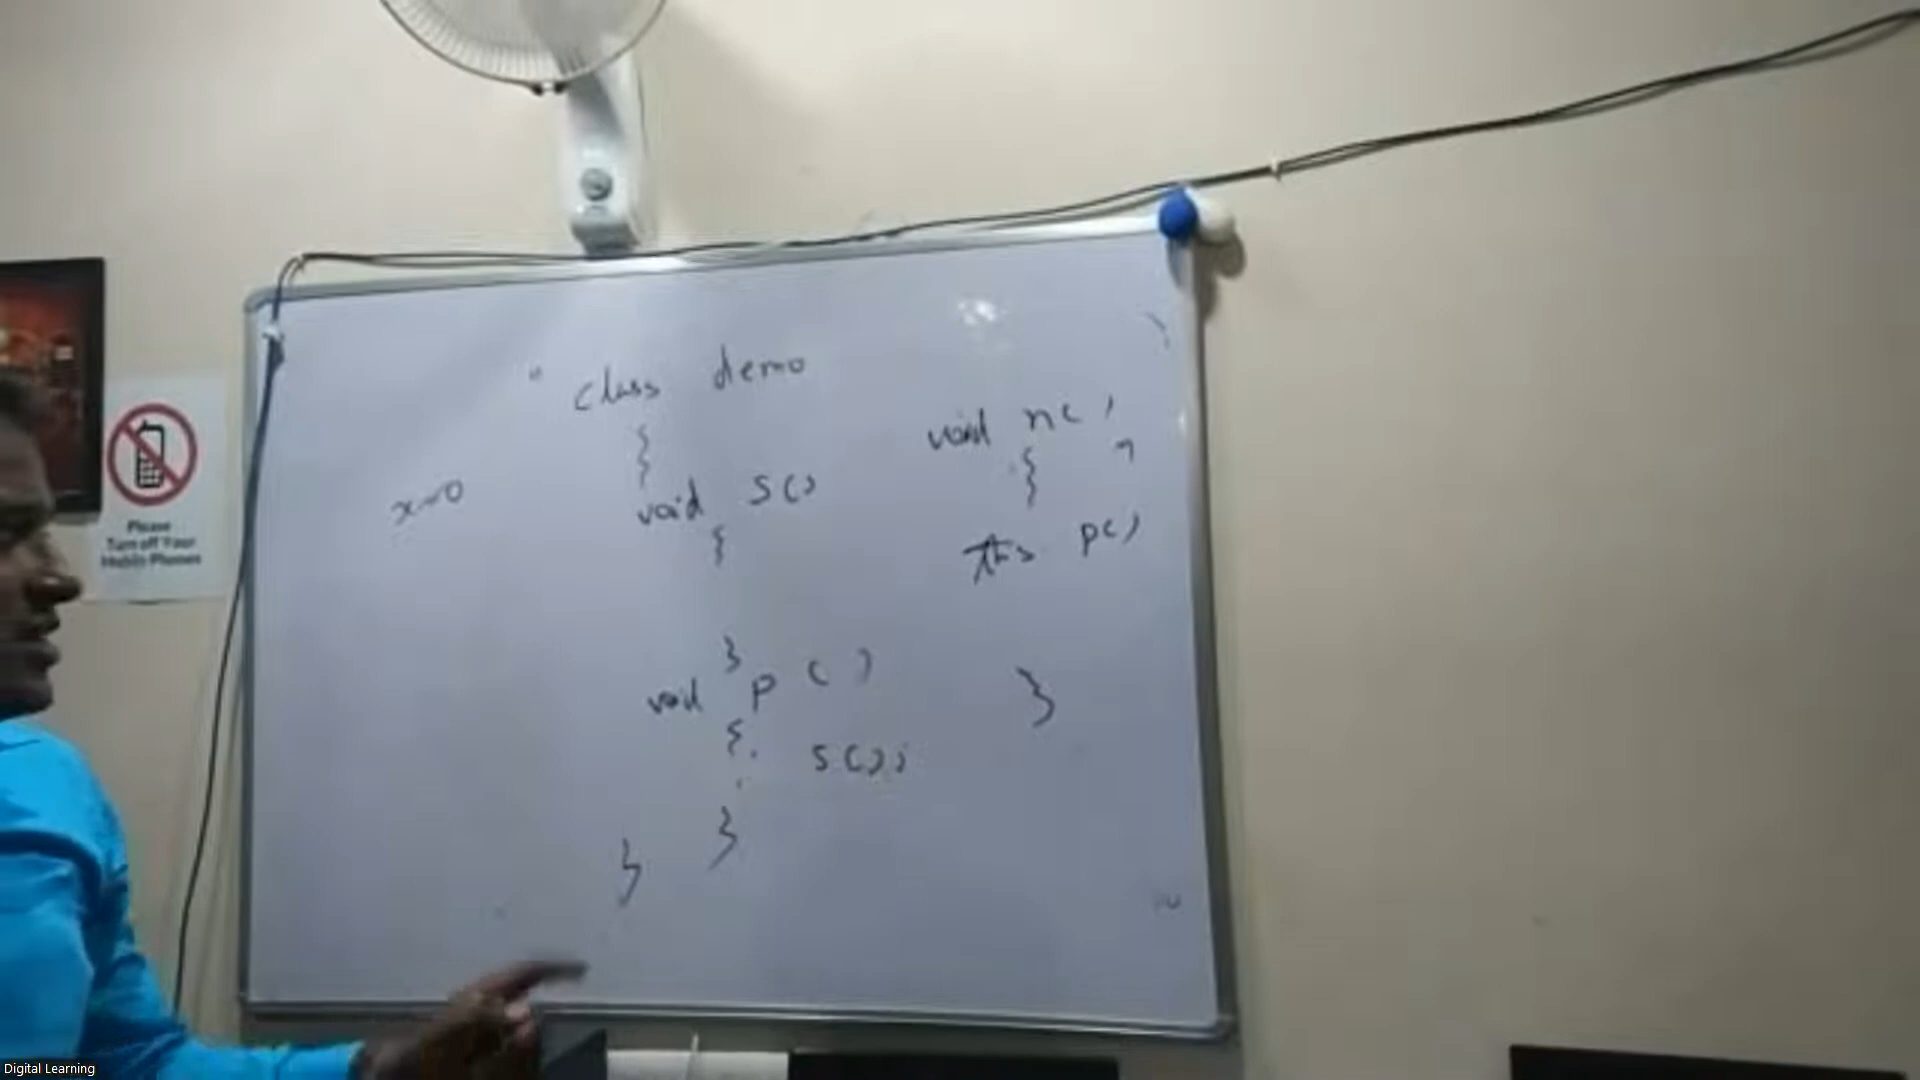 class demo
{
void s()
{
}
void p ( )
{
s();
}
}
x=0
void n( )
{
}
This p( )
}
Please
Turn off Your
Mobile Phones
Digital Learning